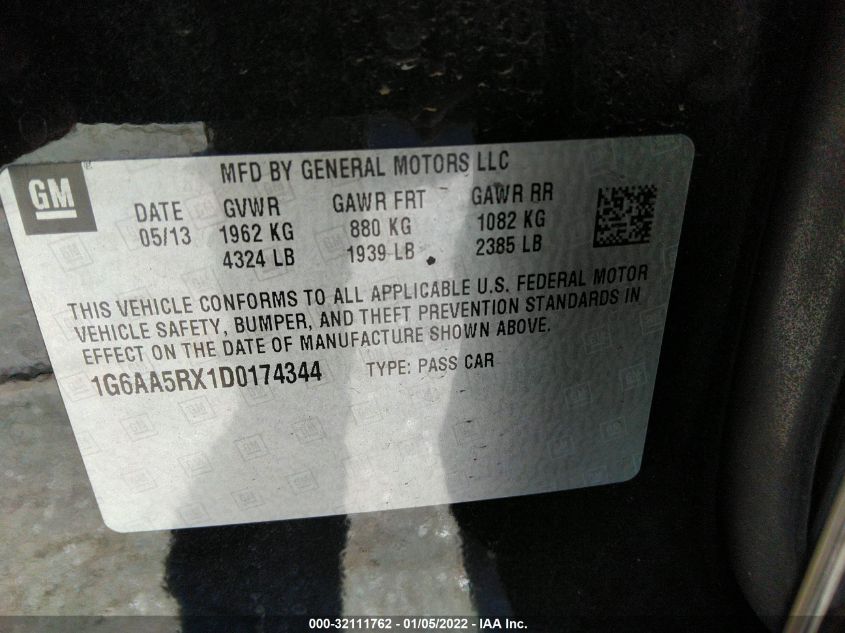 MFD BY GENERAL MOTORS LLC
GM
DATE GVWR GAWR FRT GAWR RR
05/13 1962 KG 880 KG 1082 KG
4324 LB 1939 LB 2385 LB
THIS VEHICLE CONFORMS TO ALL APPLICABLE U.S. FEDERAL MOTOR
VEHICLE SAFETY, BUMPER, AND THEFT PREVENTION STANDARDS IN
EFFECT ON THE DATE OF MANUFACTURE SHOWN ABOVE.
1G6AA5RX1D0174344 TYPE: PASS CAR
000-32111762 - 01/05/2022 - IAA Inc.